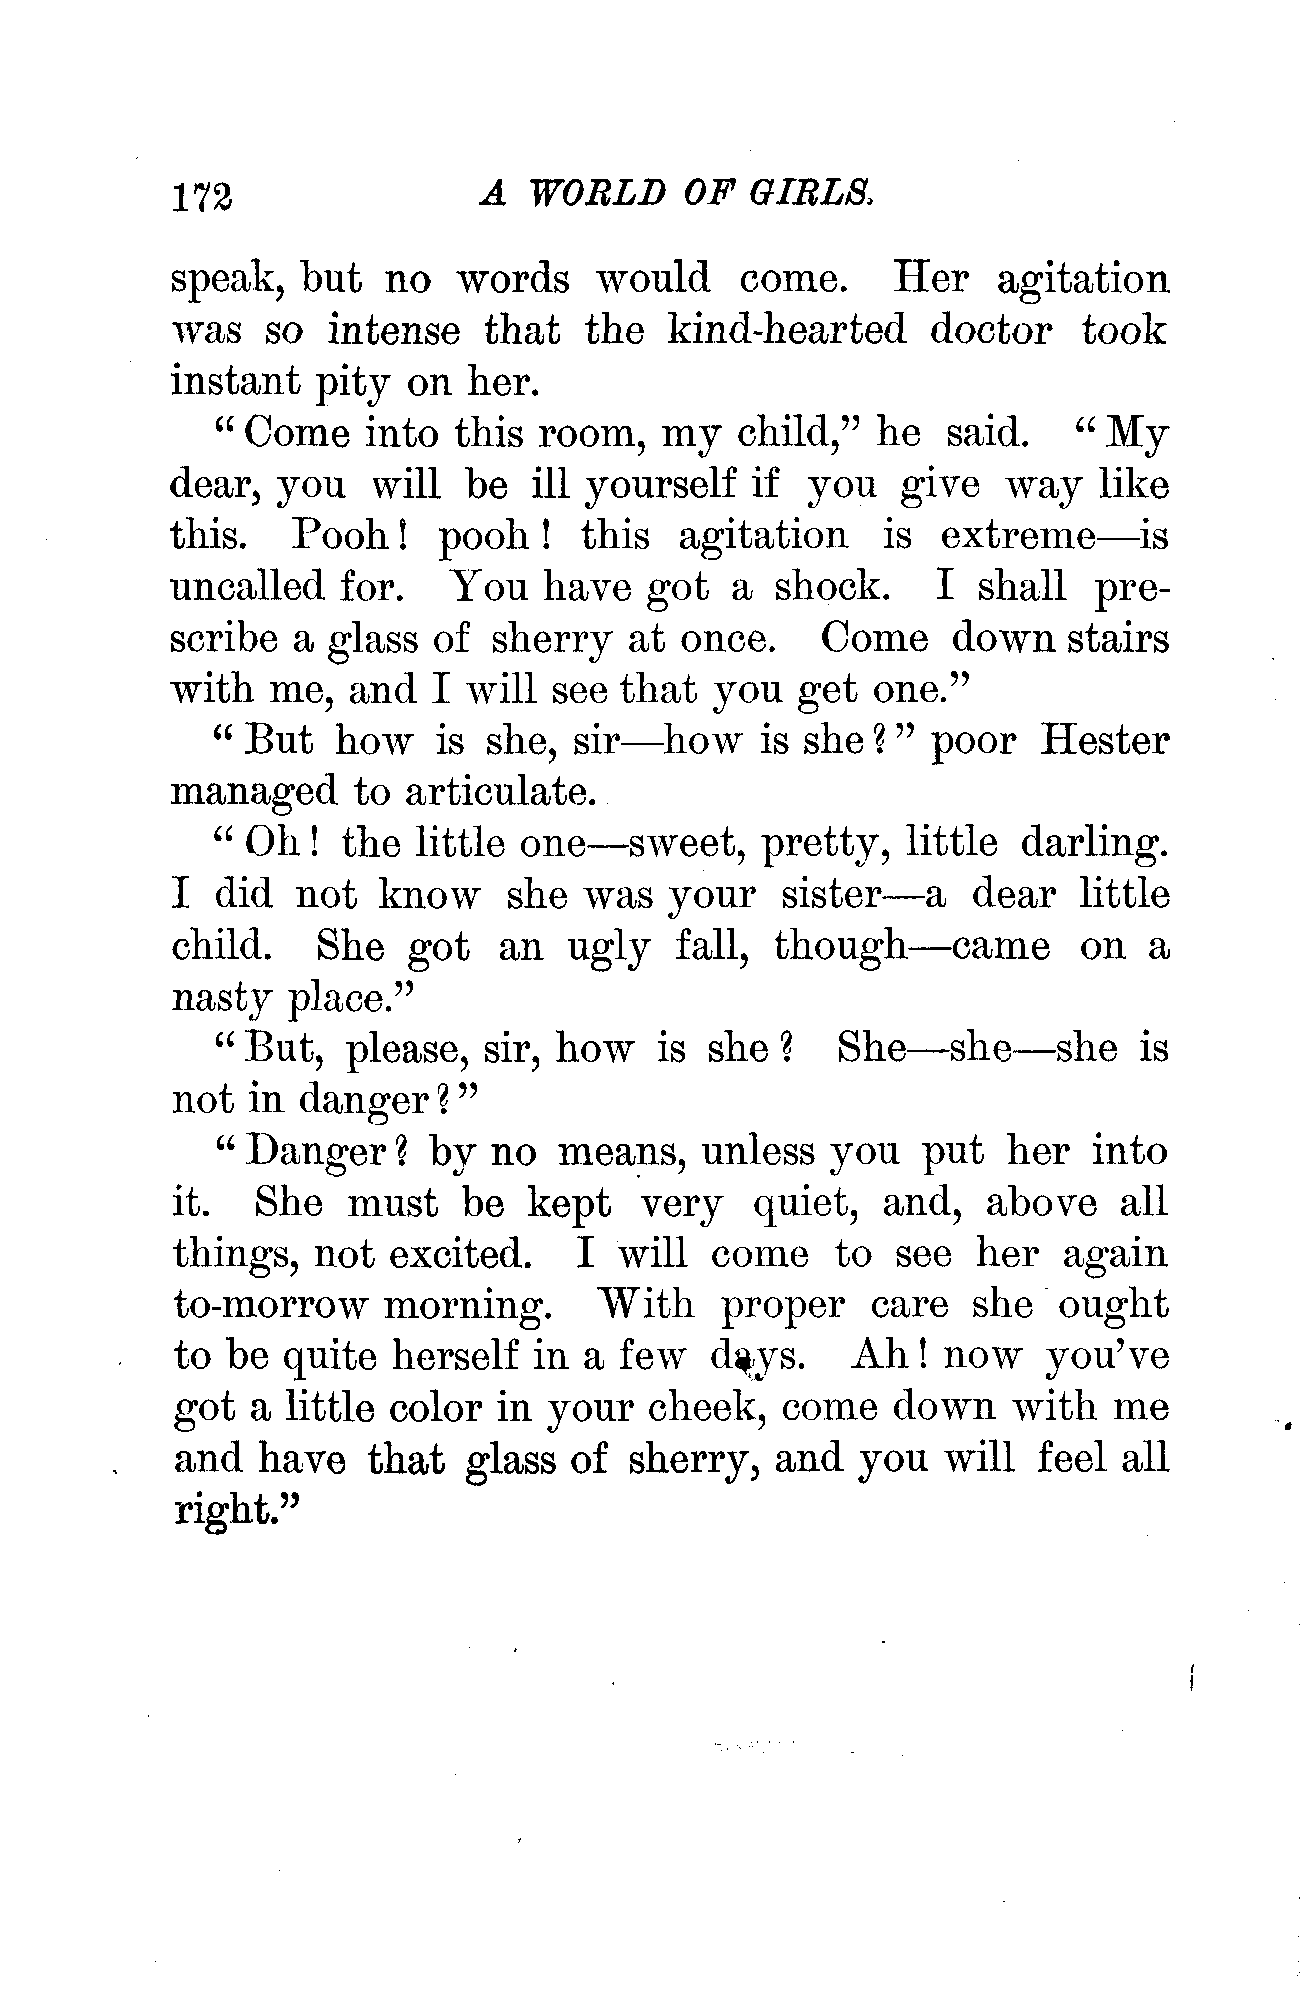 172 A WORLD OF GIRLS.
speak, but no words would come. Her agitation
was so intense that the kind-hearted doctor took
instant pity on her.
“Come into this room, my child,” he said. “My
dear, you will be ill yourself if you give way like
this. Pooh! pooh! this agitation is extreme—is
uncalled for. You have got a shock. I shall pre-
scribe a glass of sherry at once. Come down stairs
with me, and I will see that you get one.”
“But how is she, sir—how is she?” poor Hester
managed to articulate.
“Oh! the little one—sweet, pretty, little darling.
I did not know she was your sister—a dear little
child. She got an ugly fall, though—came on a
nasty place.”
“But, please, sir, how is she? She—she—she is
not in danger?”
“Danger? by no means, unless you put her into
it. She must be kept very quiet, and, above all
things, not excited. I will come to see her again
to-morrow morning. With proper care she ought
to be quite herself in a few days. Ah! now you’ve
got a little color in your cheek, come down with me
and have that glass of sherry, and you will feel all
right.”